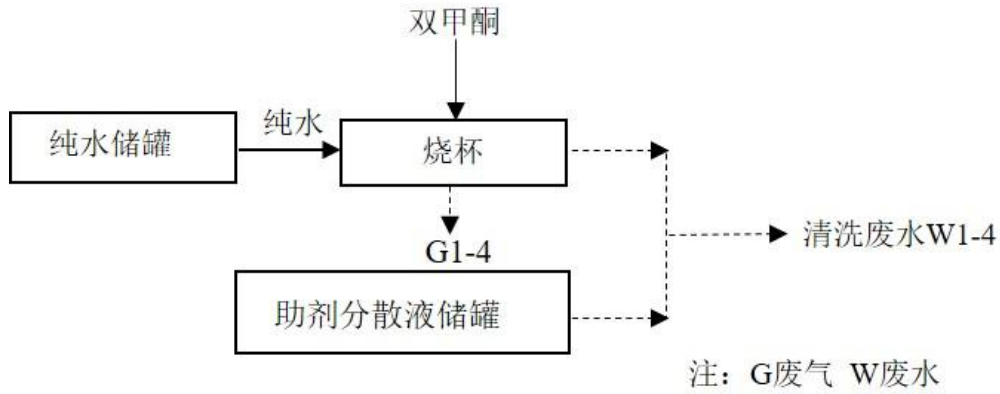 双甲酮
纯水储罐
纯水
烧杯
G1-4
清洗废水W1-4
助剂分散液储罐
注：G废气 W废水